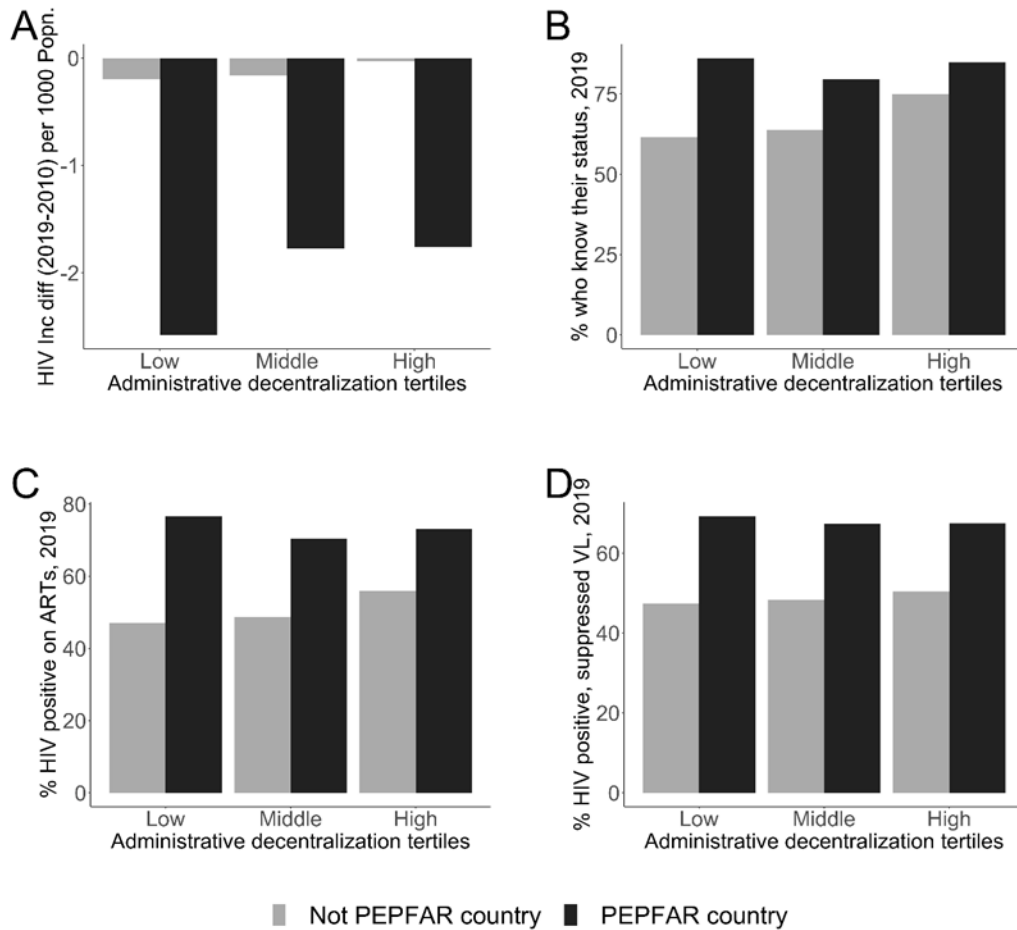 A
HIV Inc diff (2019-2010) per 1000 Popn.
0
-1
-2
Low Middle High
Administrative decentralization tertiles
B
% who know their status, 2019
75
50
25
0
Low Middle High
Administrative decentralization tertiles
C
% HIV positive on ARTs, 2019
80
60
40
20
0
Low Middle High
Administrative decentralization tertiles
D
% HIV positive, suppressed VL, 2019
60
40
20
0
Low Middle High
Administrative decentralization tertiles
Not PEPFAR country PEPFAR country